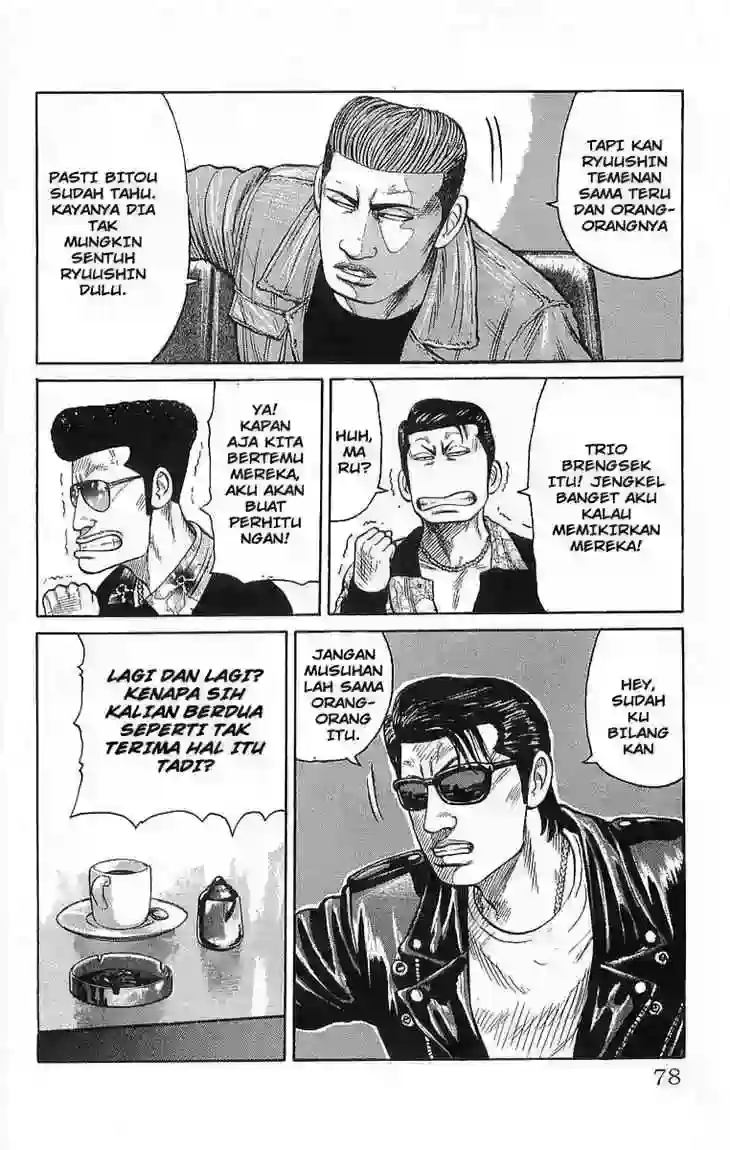 TAPI KAN
RYUUSHIN
TEMENAN
SAMA TERU
DAN ORANG-
ORANGNYA
PASTI BITOU
SUDAH TAHU.
KAYANYA DIA
TAK
MUNGKIN
SENTUH
RYUUSHIN
DULU.
TRIO
BRENGSEK
ITU! JENGKEL
BANGET AKU
KALAU
MEMIKIRKAN
MEREKA!
HUH,
MA
RU?
YA!
KAPAN
AJA KITA
BERTEMU
MEREKA,
AKU AKAN
BUAT
PERHITU
NGAN!
HEY,
SUDAH
KU
BILANG
KAN
JANGAN
MUSUHAN
LAH SAMA
ORANG-
ORANG
ITU.
LAGI DAN LAGI?
KENAPA SIH
KALIAN BERDUA
SEPERTI TAK
TERIMA HAL ITU
TADI?
78